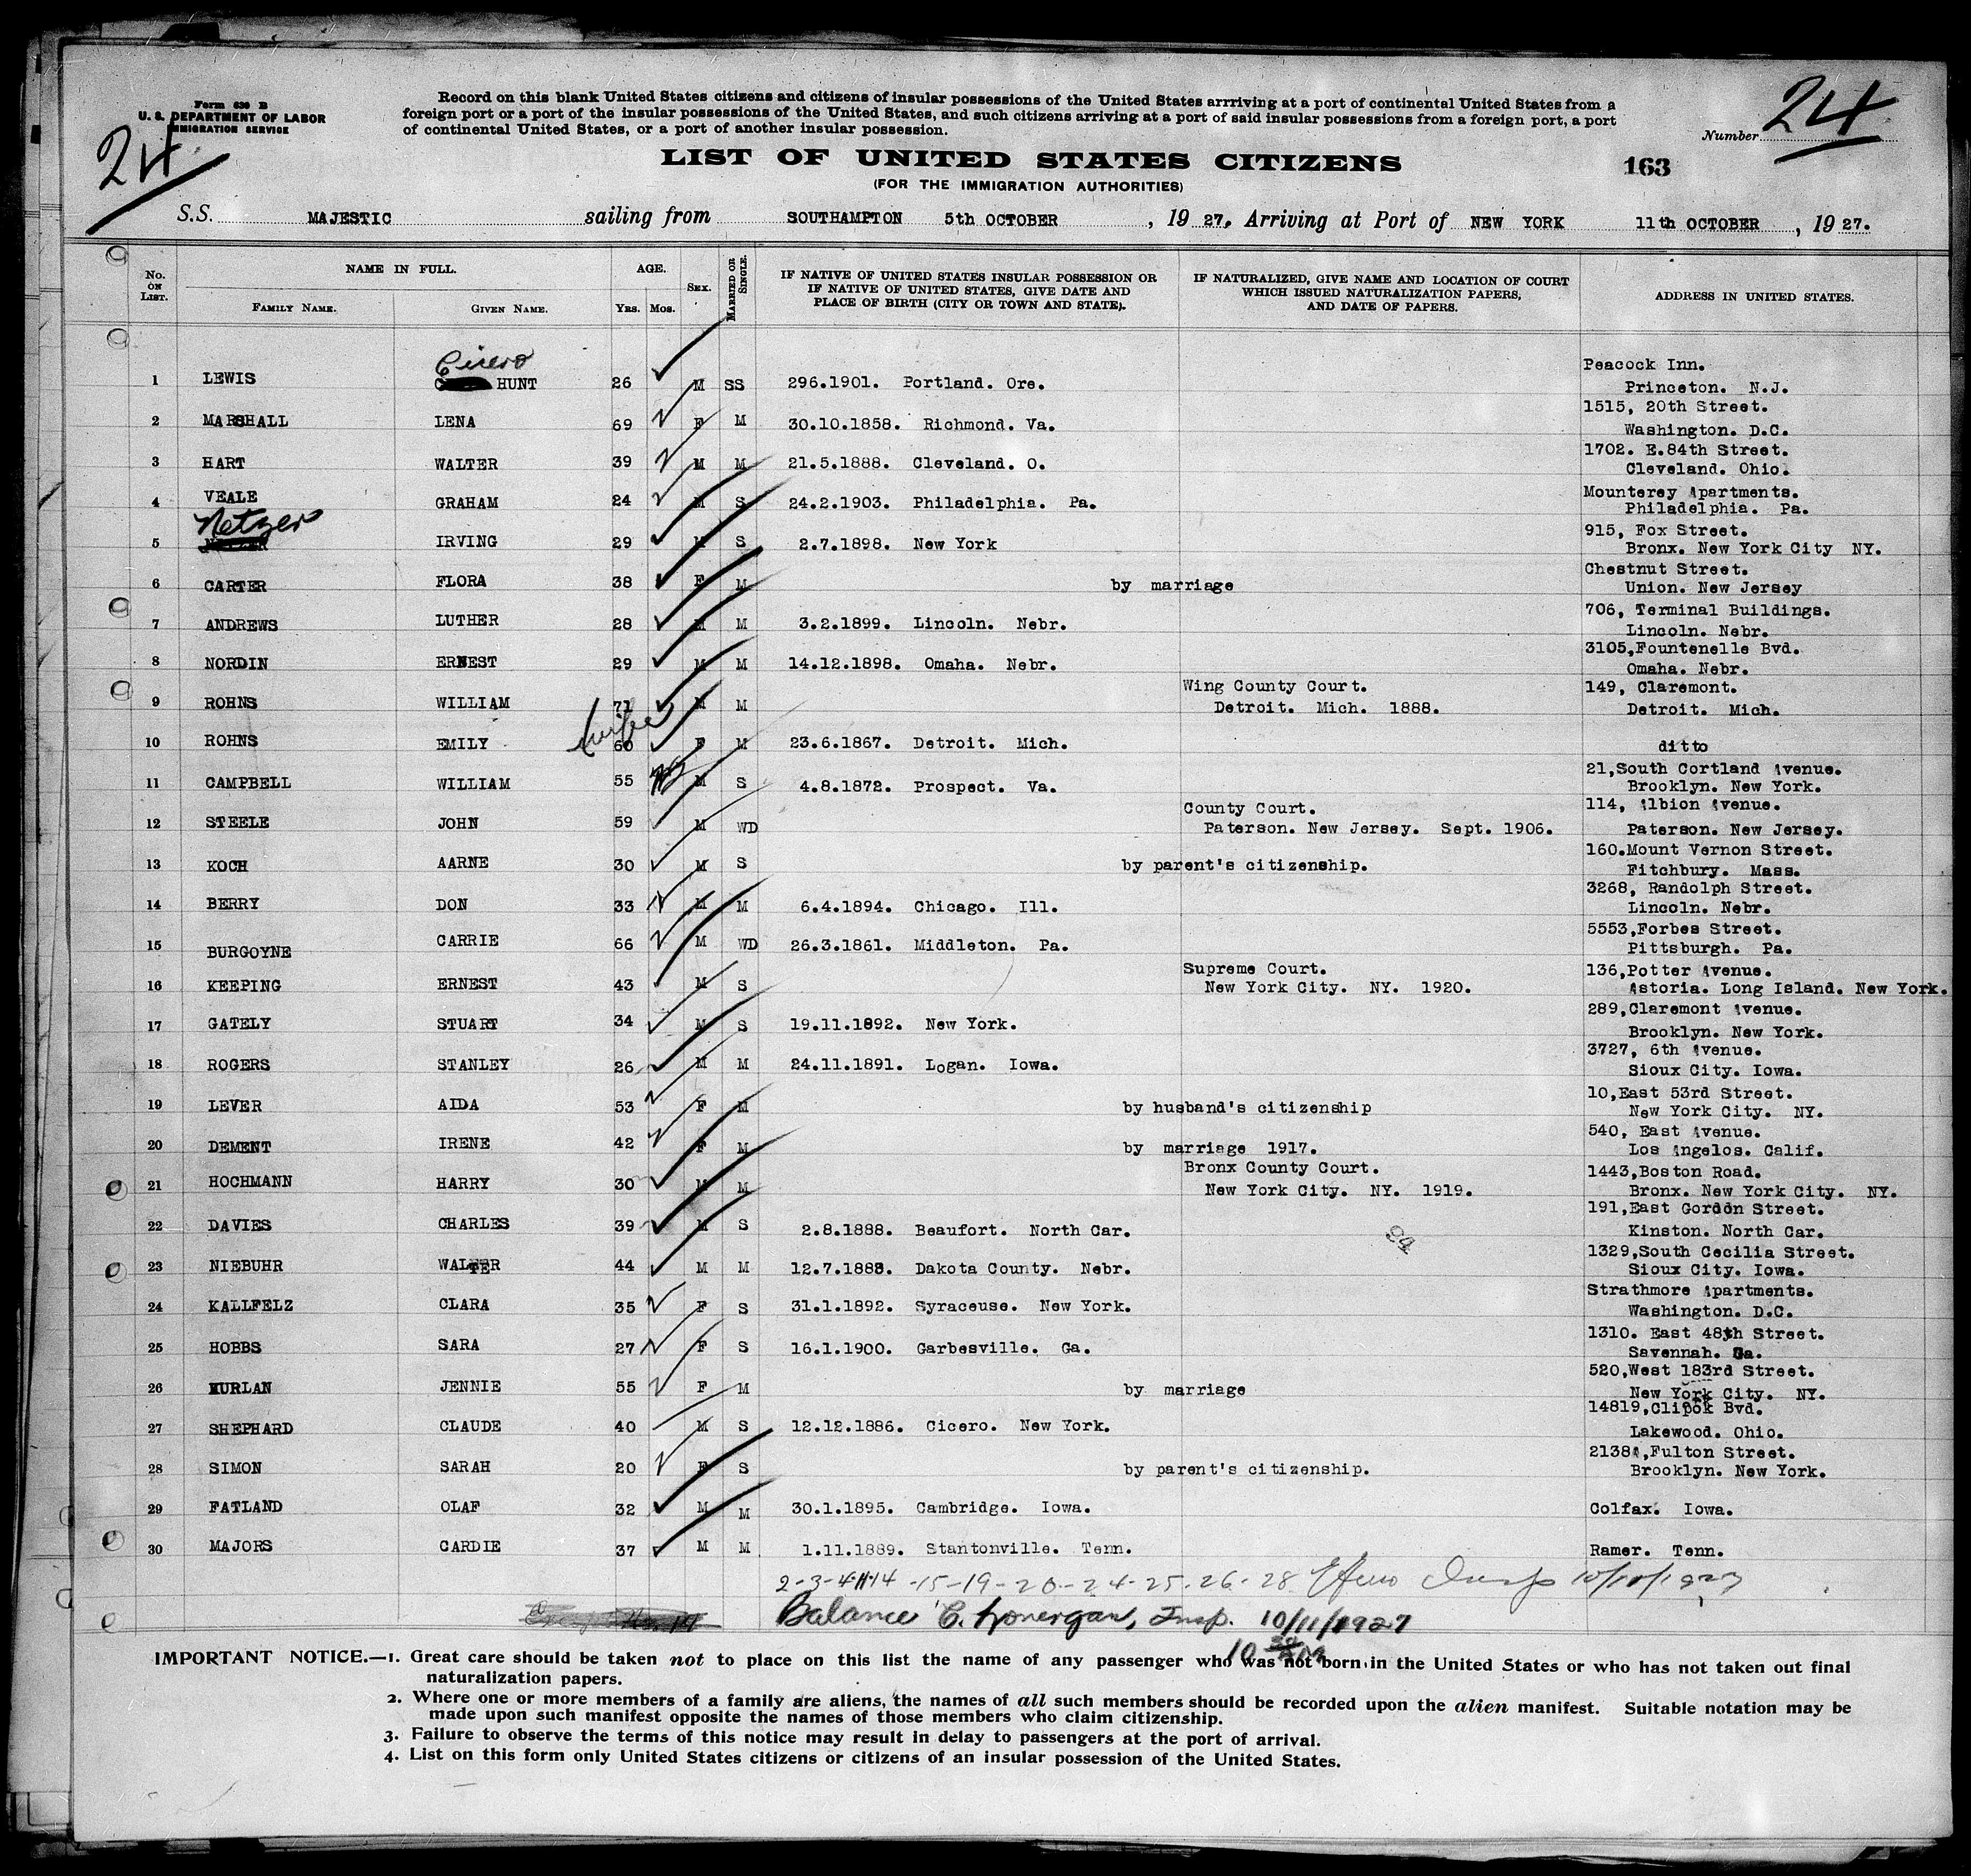 Form 630 B
U. S. DEPARTMENT OF LABOR
IMMIGRATION SERVICE
24
Record on this blank United States citizens and citizens of insular possessions of the United States arrriving at a port of continental United States from a
foreign port or a port of the insular possessions of the United States, and such citizens arriving at a port of said insular possessions from a foreign port, a port
of continental United States, or a port of another insular possession.
Number 24
LIST OF UNITED STATES CITIZENS
163
(FOR THE IMMIGRATION AUTHORITIES)
S.S. MAJESTIC sailing from SOUTHAMPTON 5th OCTOBER , 19 27. Arriving at Port of NEW YORK 11th OCTOBER , 19 27.
No. ON LIST. NAME IN FULL. FAMILY NAME. GIVEN NAME. AGE. YRS. MOS. SEX. MARRIED OR SINGLE. IF NATIVE OF UNITED STATES INSULAR POSSESSION OR IF NATIVE OF UNITED STATES, GIVE DATE AND PLACE OF BIRTH (CITY OR TOWN AND STATE). IF NATURALIZED, GIVE NAME AND LOCATION OF COURT WHICH ISSUED NATURALIZATION PAPERS, AND DATE OF PAPERS. ADDRESS IN UNITED STATES.
Cicero
1 LEWIS HUNT 26 M SS 296.1901. Portland. Ore. Peacock Inn. Princeton. N.J.
2 MARSHALL LENA 69 F M 30.10.1858. Richmond. Va. 1515, 20th Street. Washington. D.C.
3 HART WALTER 39 M M 21.5.1888. Cleveland. O. 1702. E.84th Street. Cleveland. Ohio.
4 VEALE GRAHAM 24 M S 24.2.1903. Philadelphia. Pa. Mounterey Apartments. Philadelphia. Pa.
5 Netzer IRVING 29 M S 2.7.1898. New York 915, Fox Street. Bronx. New York City NY.
6 CARTER FLORA 38 F M by marriage Chestnut Street. Union. New Jersey
7 ANDREWS LUTHER 28 M M 3.2.1899. Lincoln. Nebr. 706, Terminal Buildings. Lincoln. Nebr.
8 NORDIN ERNEST 29 M M 14.12.1898. Omaha. Nebr. 3105,Fountenelle Bvd. Omaha. Nebr.
9 ROHNS WILLIAM 71 M M Wing County Court. Detroit. Mich. 1888. 149, Claremont. Detroit. Mich.
wife
10 ROHNS EMILY 60 F M 23.6.1867. Detroit. Mich. ditto
11 CAMPBELL WILLIAM 55 M S 4.8.1872. Prospect. Va. 21,South Cortland Avenue. Brooklyn. New York.
12 STEELE JOHN 59 M WD County Court. Paterson. New Jersey. Sept. 1906. 114, Albion Avenue. Paterson. New Jersey.
13 KOCH AARNE 30 M S by parent's citizenship. 160.Mount Vernon Street. Fitchbury. Mass.
14 BERRY DON 33 M M 6.4.1894. Chicago. Ill. 3268, Randolph Street. Lincoln. Nebr.
15 BURGOYNE CARRIE 66 M WD 26.3.1861. Middleton. Pa. 5553,Forbes Street. Pittsburgh. Pa.
16 KEEPING ERNEST 43 M S Supreme Court. New York City. NY. 1920. 136,Potter Avenue. Astoria. Long Island. New York.
17 GATELY STUART 34 M S 19.11.1892. New York. 289,Claremont Avenue. Brooklyn. New York.
18 ROGERS STANLEY 26 M M 24.11.1891. Logan. Iowa. 3727, 6th Avenue. Sioux City. Iowa.
19 LEVER AIDA 53 F M by husband's citizenship 10,East 53rd Street. New York City. NY.
20 DEMENT IRENE 42 F M by marriage 1917. 540, East Avenue. Los Angelos. Calif.
21 HOCHMANN HARRY 30 M M Bronx County Court. New York City. NY. 1919. 1443,Boston Road. Bronx. New York City. NY.
22 DAVIES CHARLES 39 M S 2.8.1888. Beaufort. North Car. 191,East Gordon Street. Kinston. North Car.
23 NIEBUHR WALTER 44 M M 12.7.1883. Dakota County. Nebr. 1329,South Cecilia Street. Sioux City. Iowa.
24 KALLFELZ CLARA 35 F S 31.1.1892. Syraceuse. New York. Strathmore Apartments. Washington. D.C.
25 HOBBS SARA 27 F S 16.1.1900. Garbesville. Ga. 1310. East 48th Street. Savennah. Ga.
26 JENNIE 55 F M by marriage 520,West 183rd Street. New York City. NY.
27 SHEPHARD CLAUDE 40 M S 12.12.1886. Cicero. New York. 14819,Clipok Bvd. Lakewood. Ohio.
28 SIMON SARAH 20 F S by parent's citizenship. 2138A,Fulton Street. Brooklyn. New York.
29 FATLAND OLAF 32 M M 30.1.1895. Cambridge. Iowa. Colfax. Iowa.
30 MAJORS CARDIE 37 M M 1.11.1889. Stantonville. Tenn. Ramer. Tenn.
2-3-4-11-14-15-19-20-24-25-26-28 Insp 10/11/1927
Balance C. Lonergan, Insp. 10/11/1927
10 30 AM
IMPORTANT NOTICE.—1. Great care should be taken not to place on this list the name of any passenger who was not born in the United States or who has not taken out final
naturalization papers.
2. Where one or more members of a family are aliens, the names of all such members should be recorded upon the alien manifest. Suitable notation may be
made upon such manifest opposite the names of those members who claim citizenship.
3. Failure to observe the terms of this notice may result in delay to passengers at the port of arrival.
4. List on this form only United States citizens or citizens of an insular possession of the United States.